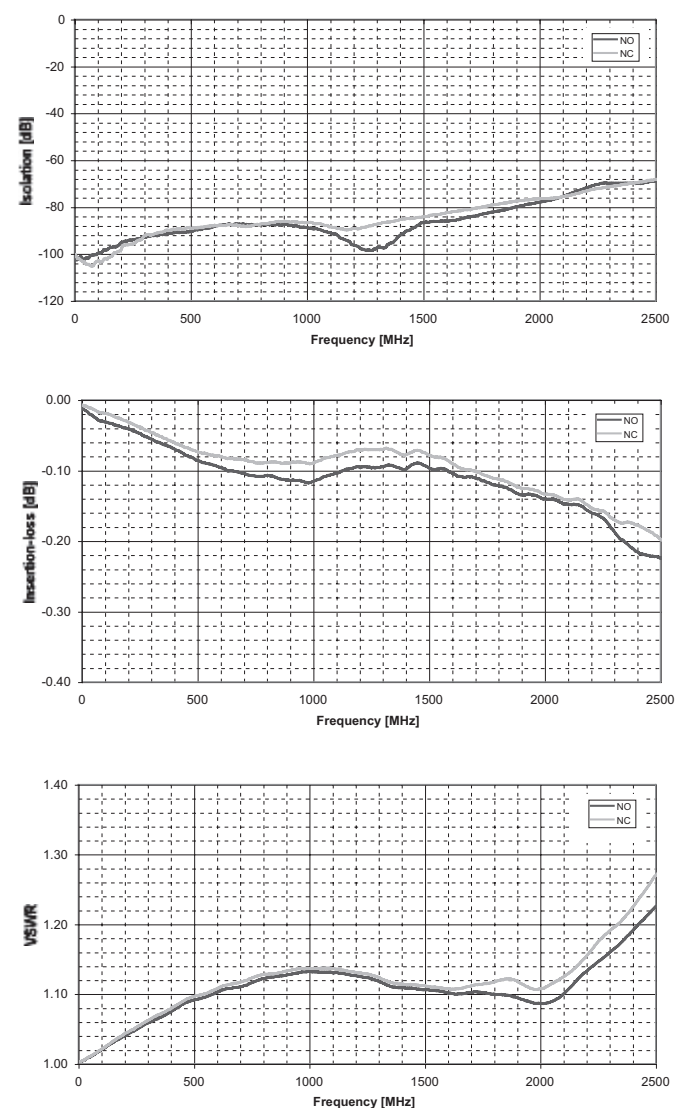 0
-20
-40
-60
-80
-100
-120
Isolation [dB]
NO
NC
0 500 1000 1500 2000 2500
Frequency [MHz]
0.00
-0.10
-0.20
-0.30
-0.40
Insertion-loss [dB]
NO
NC
0 500 1000 1500 2000 2500
Frequency [MHz]
1.40
1.30
1.20
1.10
1.00
VSWR
NO
NC
0 500 1000 1500 2000 2500
Frequency [MHz]